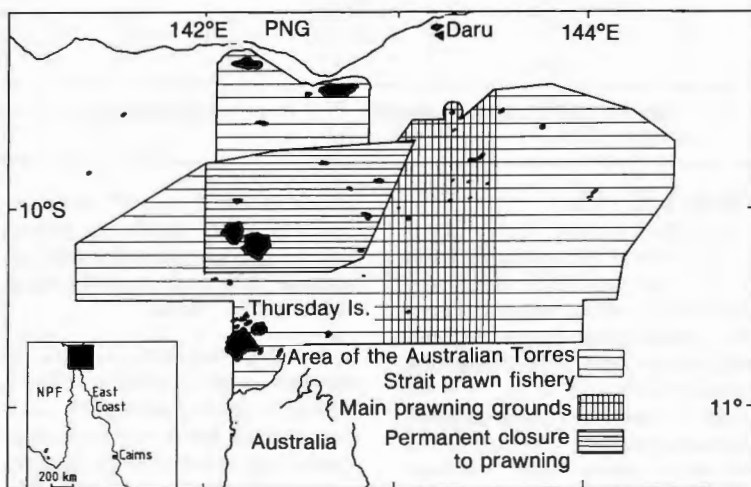 142°E
PNG
Daru
144°E
10°S
Thursday Is.
Area of the Australian Torres
Strait prawn fishery
Main prawning grounds
11°
Permanent closure
to prawning
Australia
NPF
East
Coast
Cairns
200 km